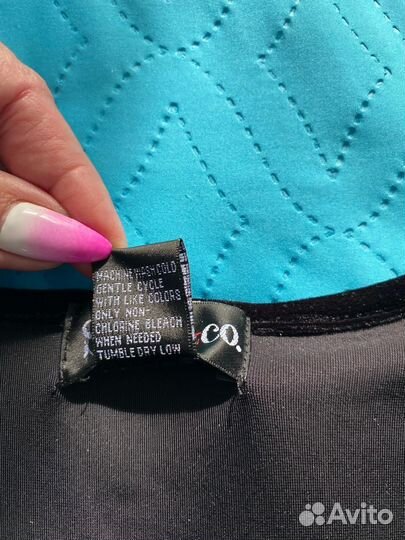 MACHINE WASH COLD
GENTLE CYCLE
WITH LIKE COLORS
ONLY NON-
CHLORINE BLEACH
WHEN NEEDED
TUMBLE DRY LOW
co.
Avito